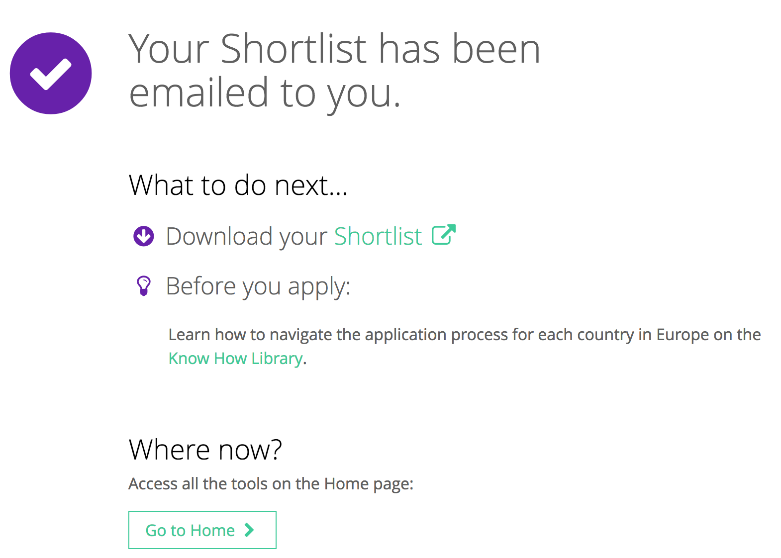 Your Shortlist has been
emailed to you.
What to do next...
Download your Shortlist
Before you apply:
Learn how to navigate the application process for each country in Europe on the
Know How Library.
Where now?
Access all the tools on the Home page:
Go to Home